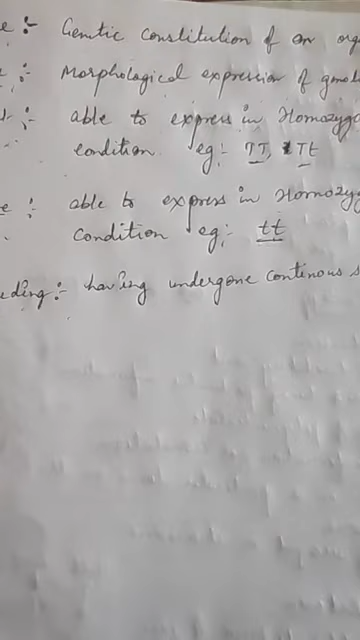 e :- Genetic constitution of an org
:- Morphological expression of geno
:- able to express in Homozygo
condition eg:- TT, Tt
e :- able to express in Homozyg
condition eg:- tt
eding:- having undergone continous s